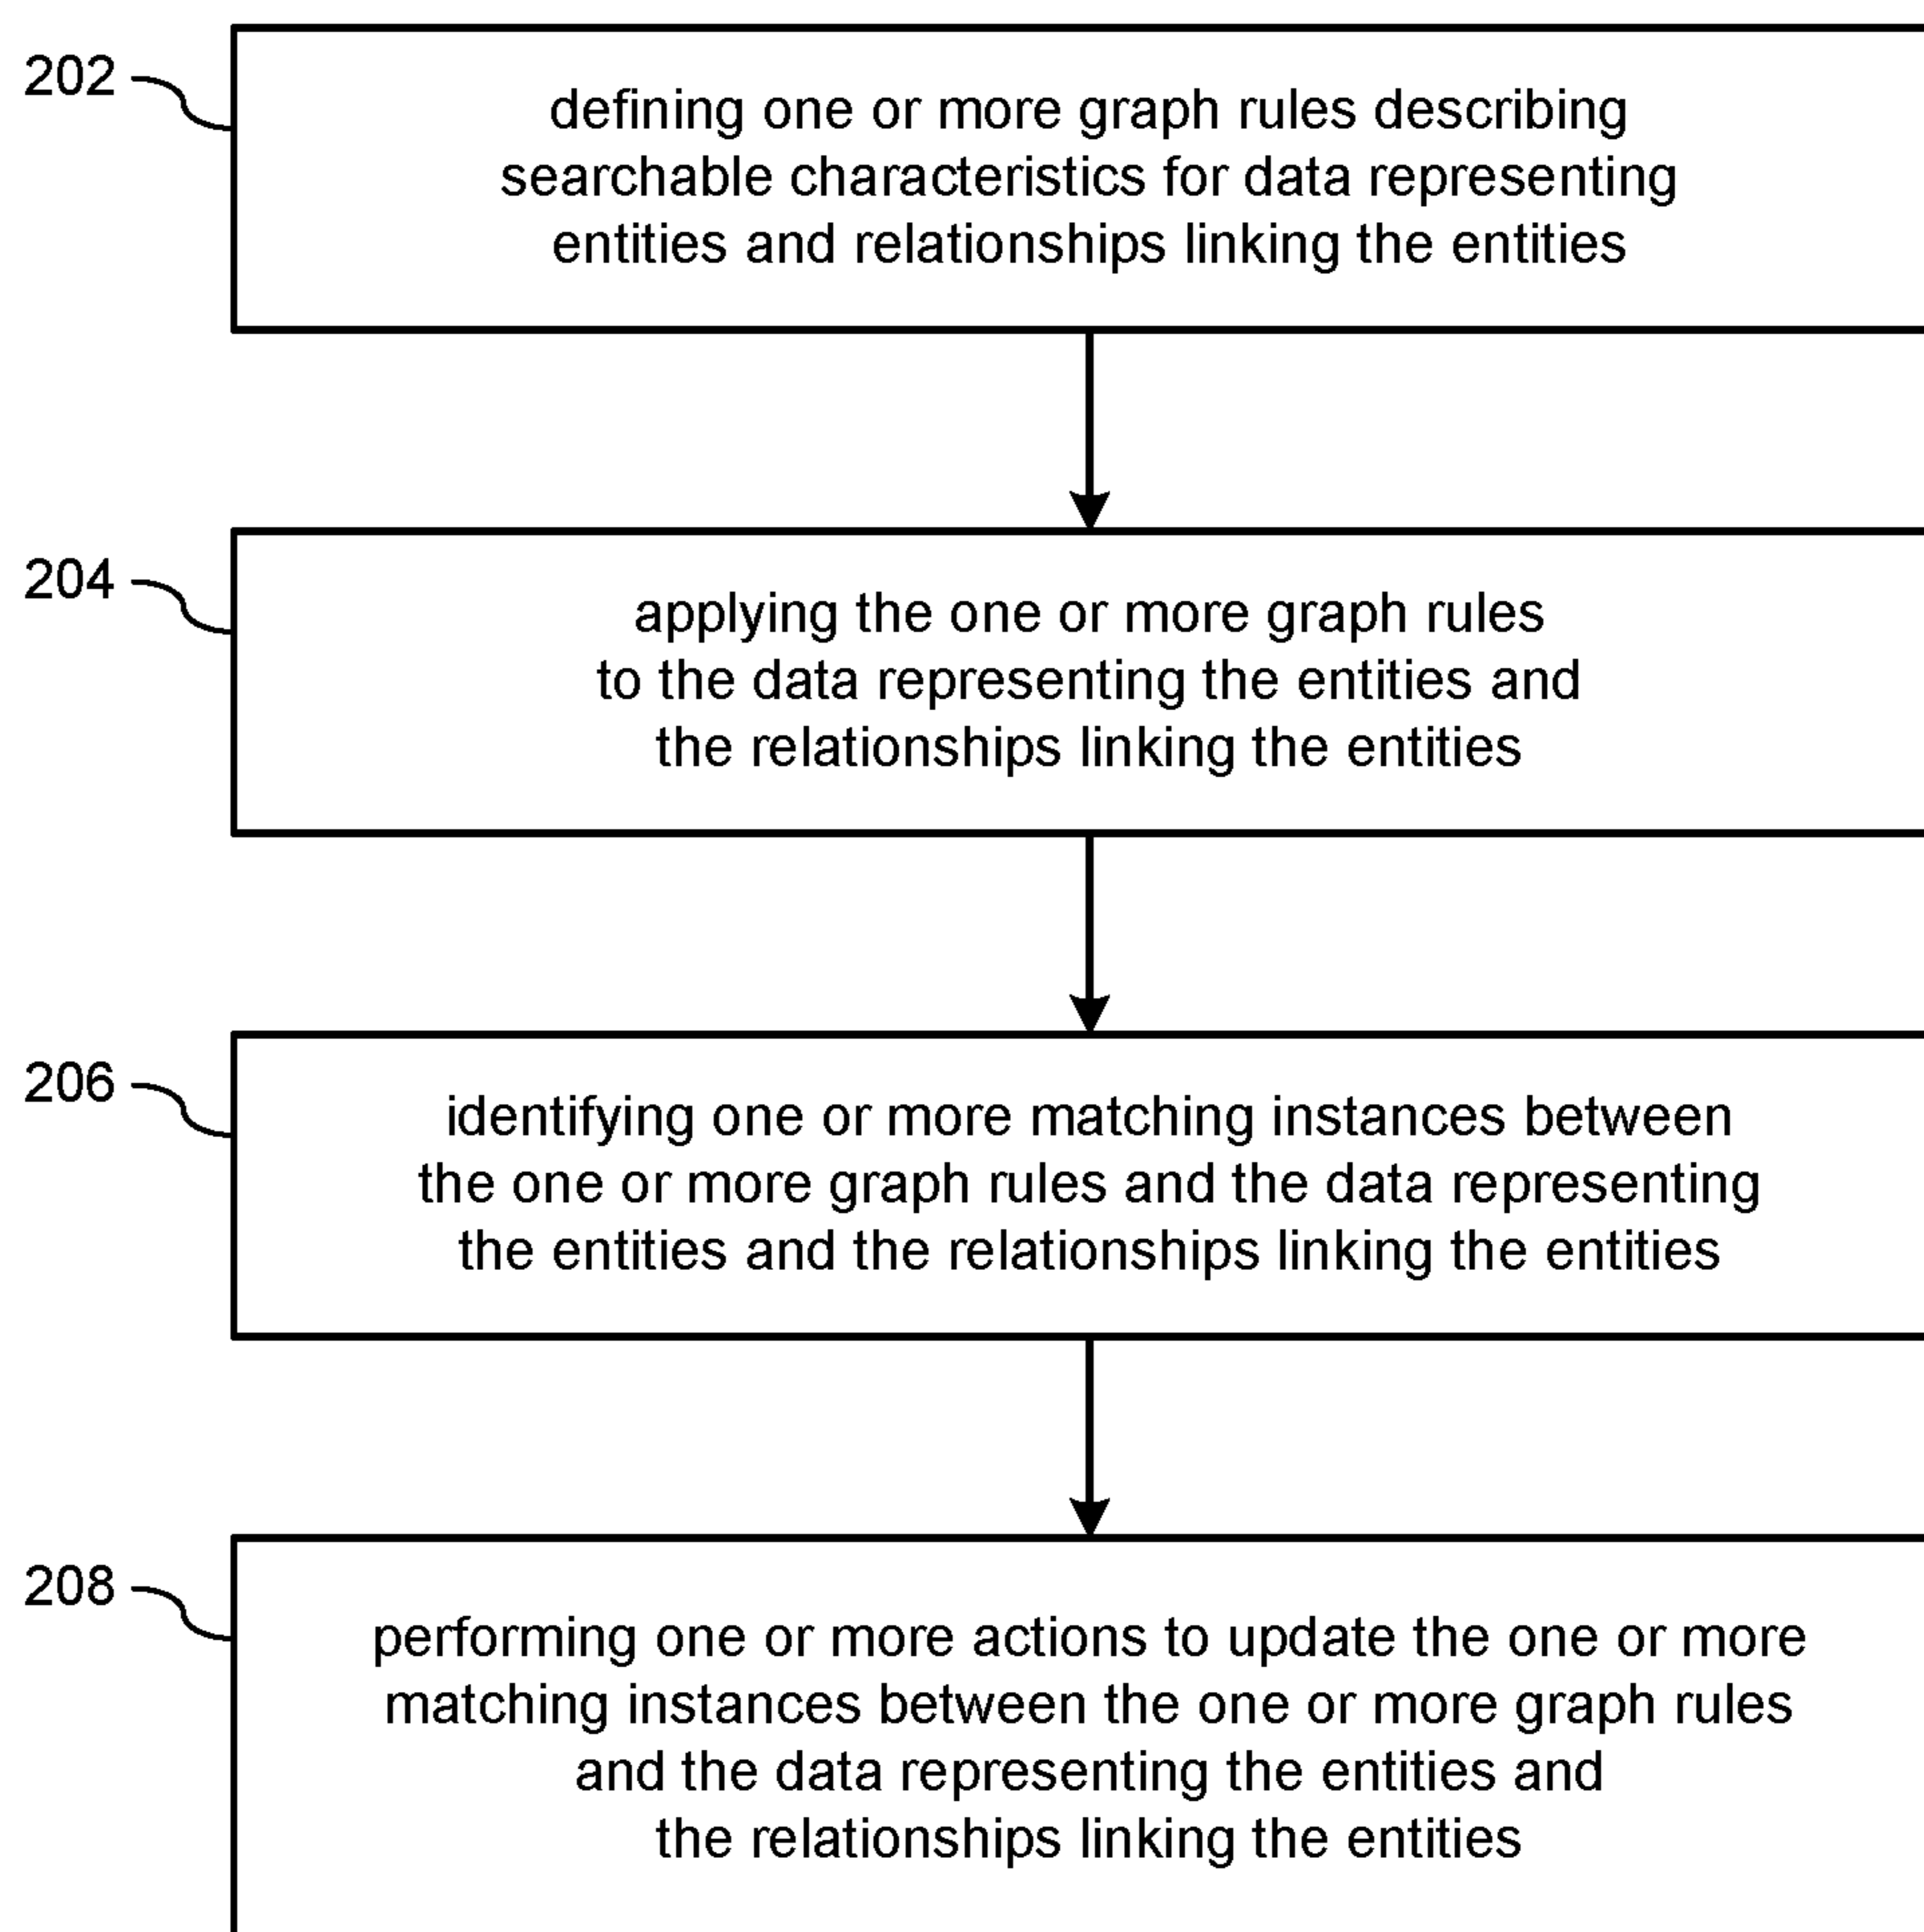 202
defining one or more graph rules describing
searchable characteristics for data representing
entities and relationships linking the entities
204
applying the one or more graph rules
to the data representing the entities and
the relationships linking the entities
206
identifying one or more matching instances between
the one or more graph rules and the data representing
the entities and the relationships linking the entities
208
performing one or more actions to update the one or more
matching instances between the one or more graph rules
and the data representing the entities and
the relationships linking the entities